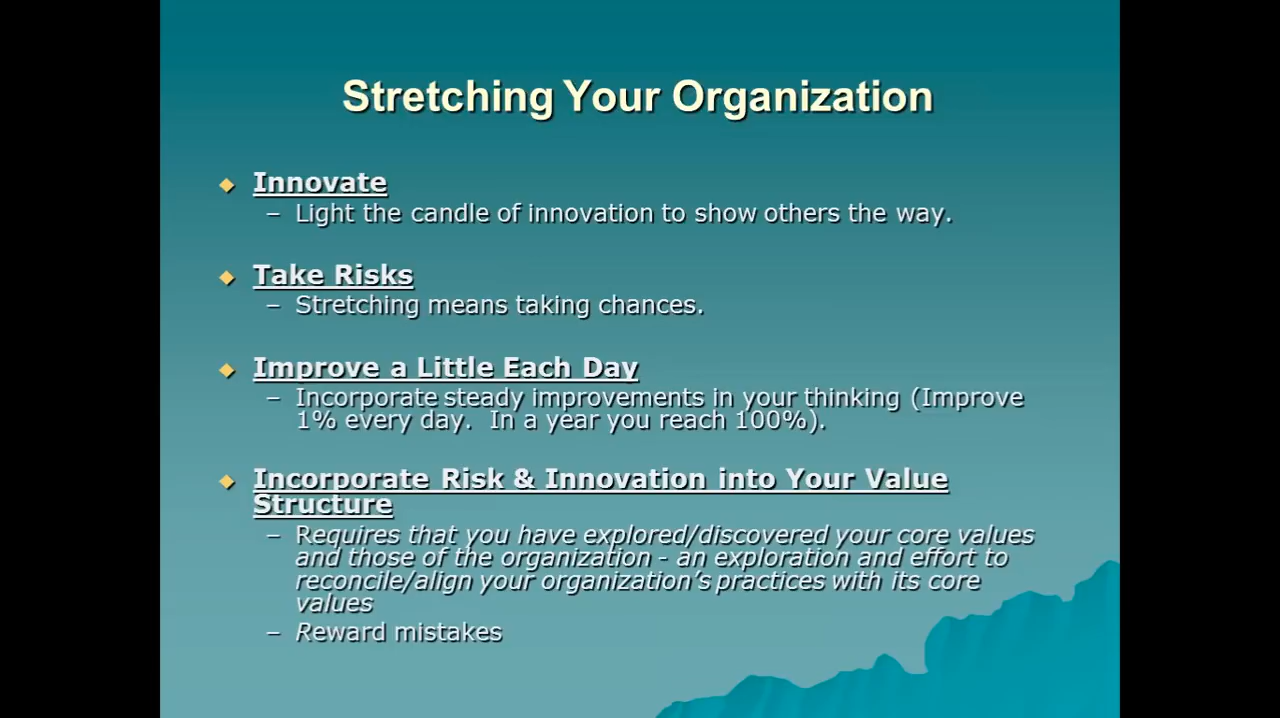 Stretching Your Organization
Innovate
– Light the candle of innovation to show others the way.
Take Risks
– Stretching means taking chances.
Improve a Little Each Day
– Incorporate steady improvements in your thinking (Improve
1% every day.  In a year you reach 100%).
Incorporate Risk & Innovation into Your Value
Structure
– Requires that you have explored/discovered your core values
and those of the organization - an exploration and effort to
reconcile/align your organization's practices with its core
values
– Reward mistakes